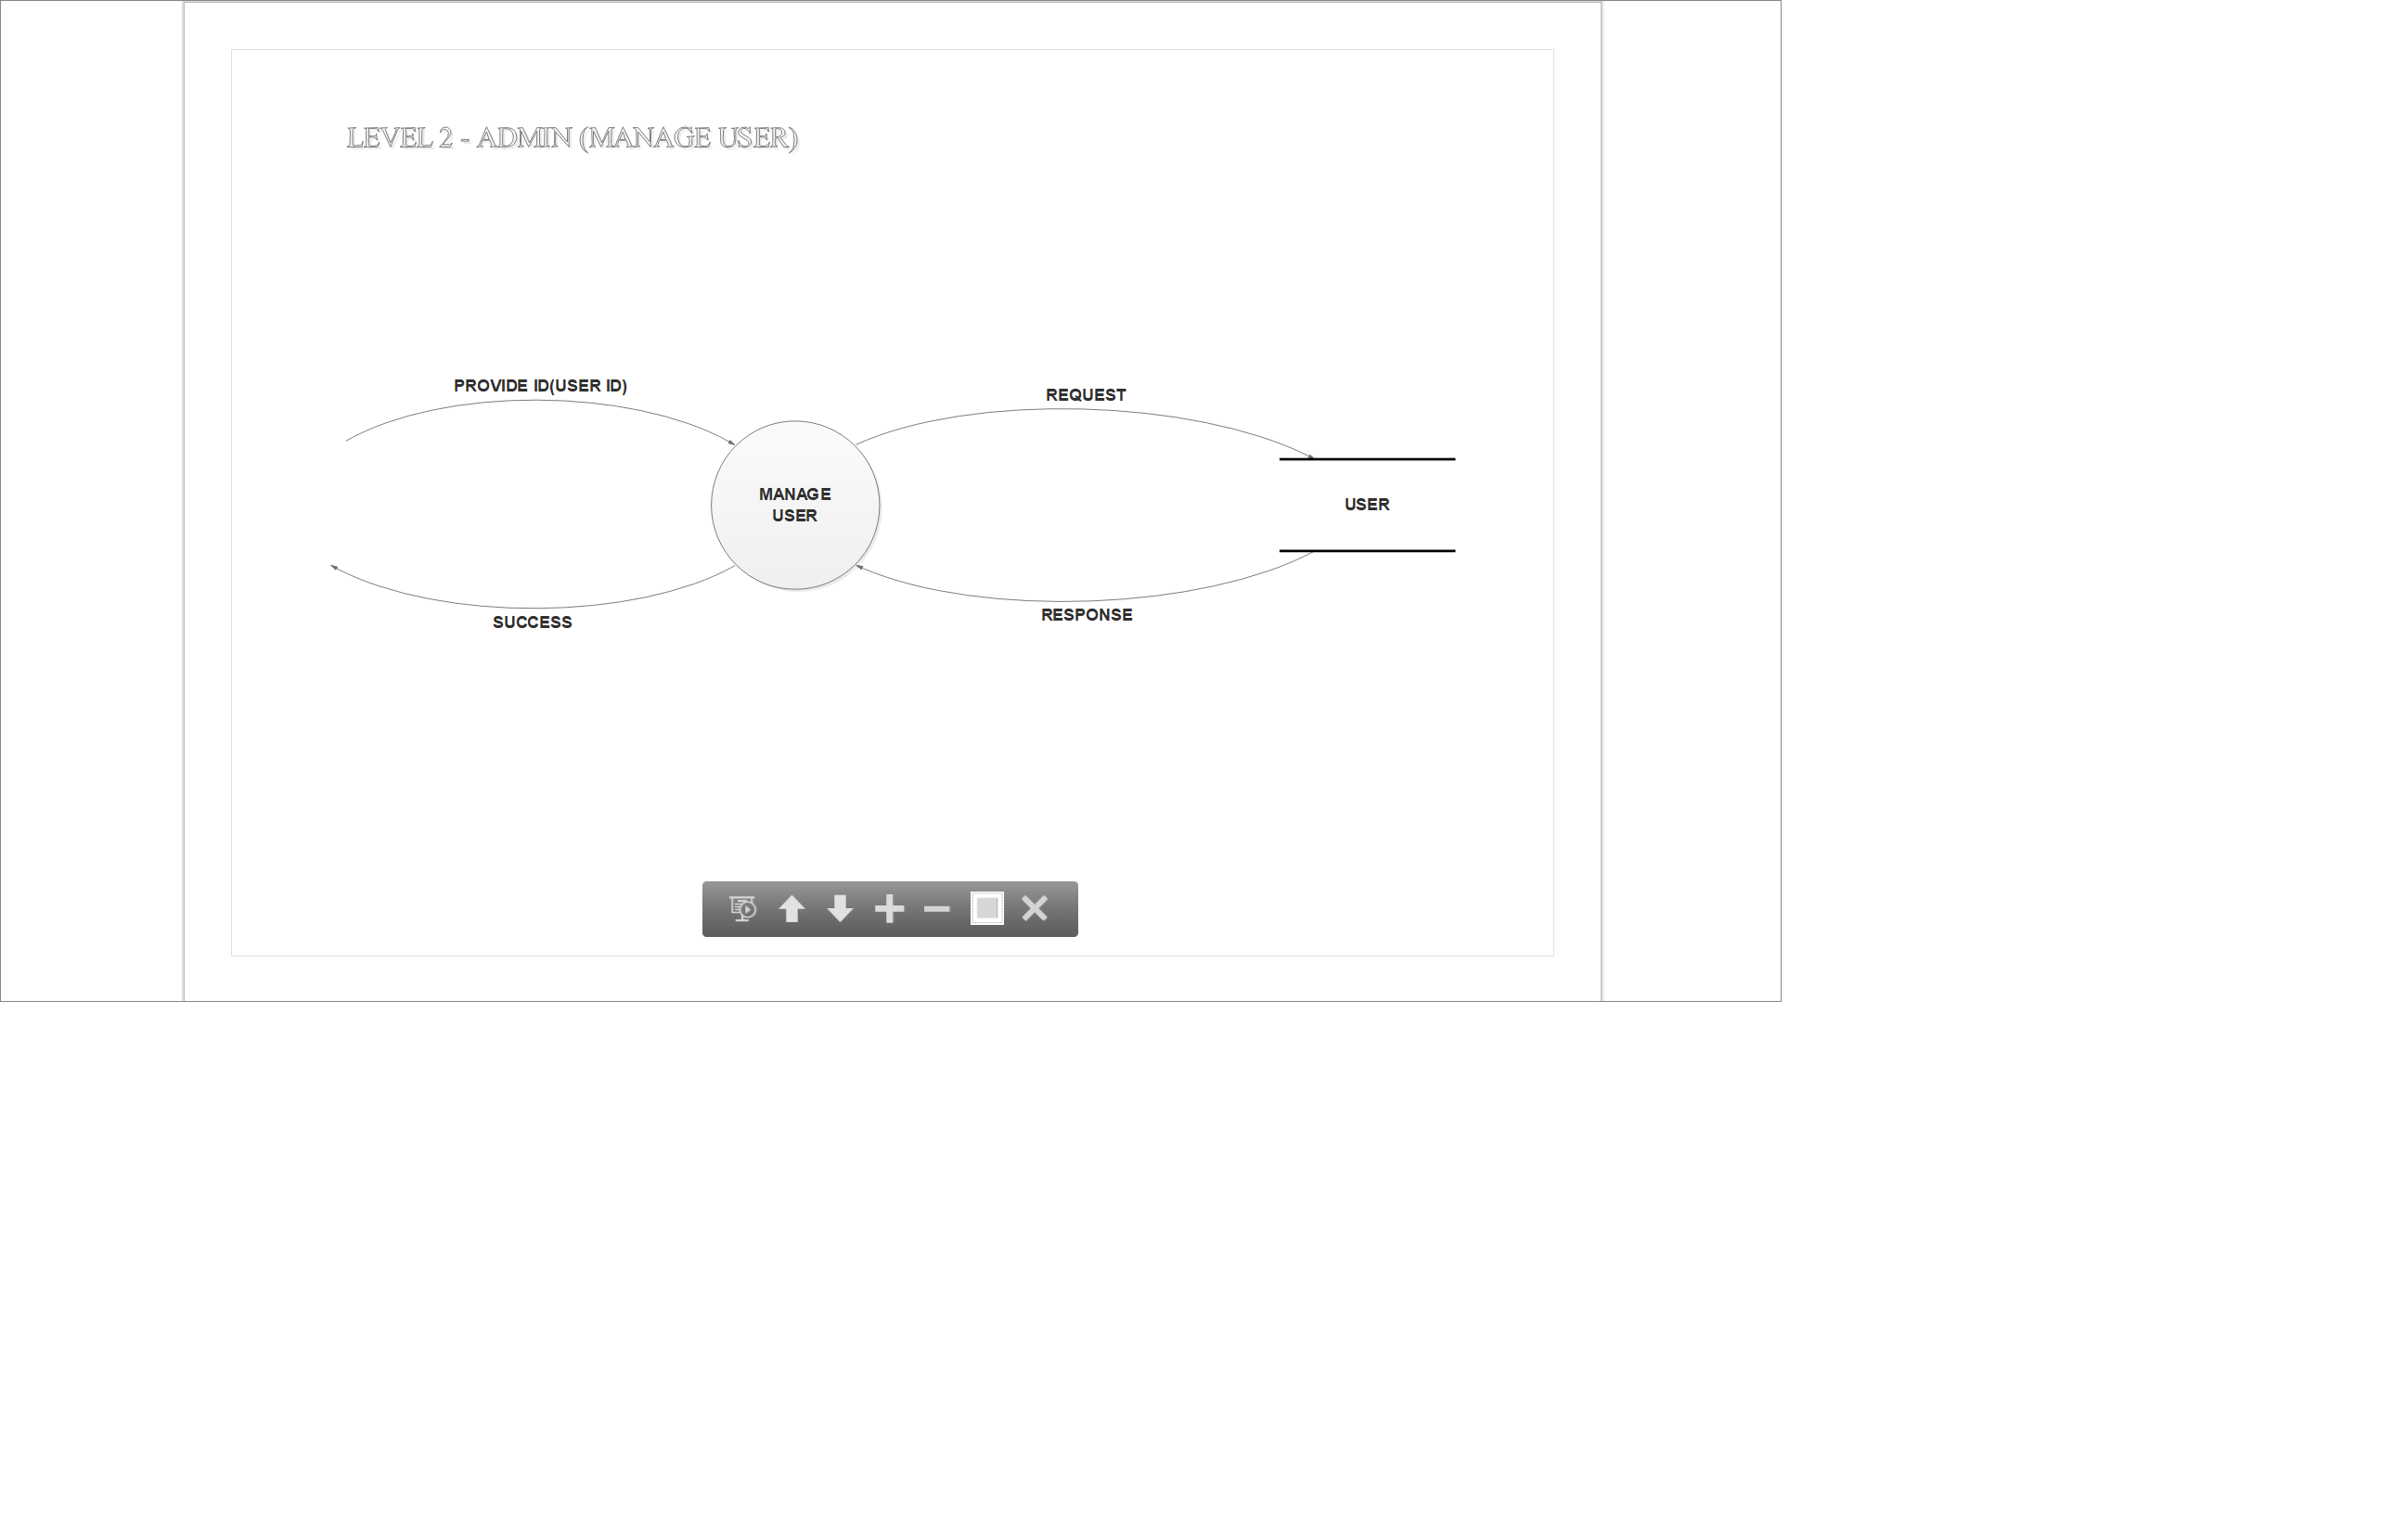 LEVEL 2 - ADMIN (MANAGE USER)
PROVIDE ID(USER ID)
REQUEST
MANAGE
USER
USER
SUCCESS
RESPONSE